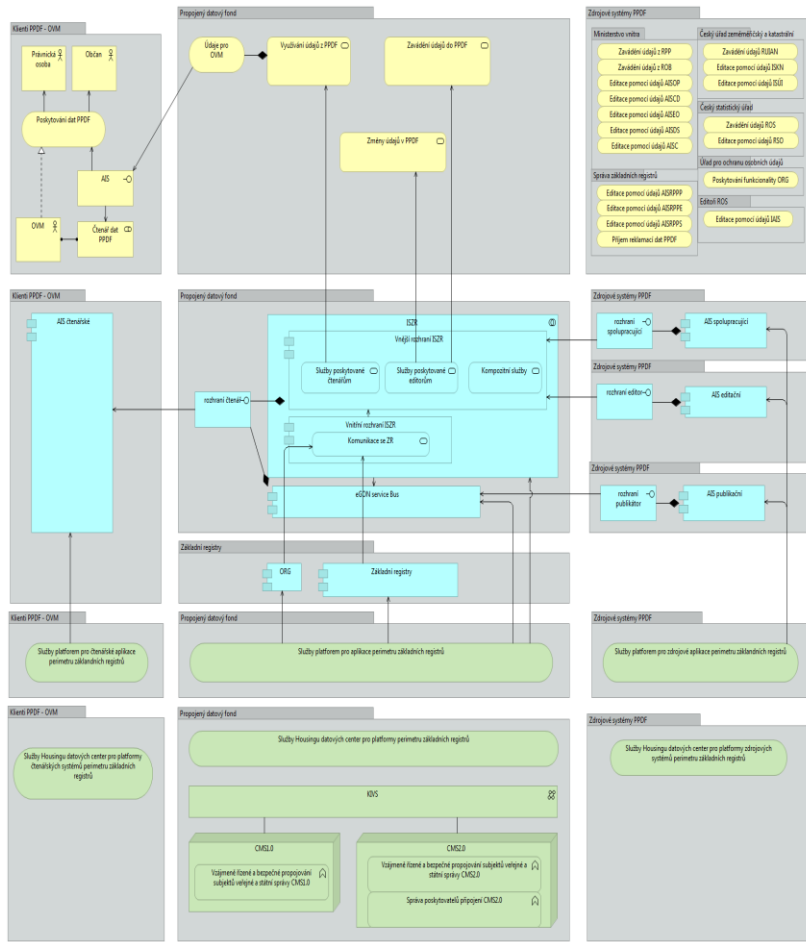 Klienti PPDF - OVM
Právnická
osoba
Občan
Poskytování dat PPDF
AIS
OVM
Čtenář dat
PPDF
Propojený datový fond
Údaje pro
OVM
Využívání údajů z PPDF
Zavádění údajů do PPDF
Změny údajů v PPDF
Zdrojové systémy PPDF
Ministerstvo vnitra
Zavádění údajů z RPP
Zavádění údajů z ROB
Editace pomocí údajů AISOP
Editace pomocí údajů AISCD
Editace pomocí údajů AISEO
Editace pomocí údajů AISDS
Editace pomocí údajů AISC
Správa základních registrů
Editace pomocí údajů AISRPPP
Editace pomocí údajů AISRPPE
Editace pomocí údajů AISRPPS
Příjem reklamací dat PPDF
Český úřad zeměměřičský a katastrální
Zavádění údajů RUIAN
Editace pomocí údajů ISKN
Editace pomocí údajů ISÚI
Český statistický úřad
Zavádění údajů ROS
Editace pomocí údajů RSO
Úřad pro ochranu osobních údajů
Poskytování funkcionality ORG
Editoři ROS
Editace pomocí údajů IAIS
Klienti PPDF - OVM
AIS čtenářské
Propojený datový fond
ISZR
Vnější rozhraní ISZR
Služby poskytované
čtenářům
Služby poskytované
editorům
Kompozitní služby
rozhraní čtenář
Vnitřní rozhraní ISZR
Komunikace se ZR
eGON service Bus
Zdrojové systémy PPDF
rozhraní
spolupracující
AIS spolupracující
Zdrojové systémy PPDF
rozhraní editor
AIS editační
Zdrojové systémy PPDF
rozhraní
publikátor
AIS publikační
Základní registry
ORG
Základní registry
Klienti PPDF - OVM
Služby platforem pro čtenářské aplikace
perimetru základndních registrů
Propojený datový fond
Služby platforem pro aplikace perimetru základních registrů
Zdrojové systémy PPDF
Služby platforem pro zdrojové aplikace perimetru základních registrů
Klienti PPDF - OVM
Služby Housingu datových center pro platformy
čtenářských systémů perimetru základních
registrů
Propojený datový fond
Služby Housingu datových center pro platformy perimetru základních registrů
KIVS
CMS1.0
Vzájemné řízené a bezpečné propojování
subjektů veřejné a státní správy CMS1.0
CMS2.0
Vzájemné řízené a bezpečné propojování subjektů veřejné a
státní správy CMS2.0
Správa poskytovatelů připojení CMS2.0
Zdrojové systémy PPDF
Služby Housingu datových center pro platformy zdrojových
systémů perimetru základních registrů